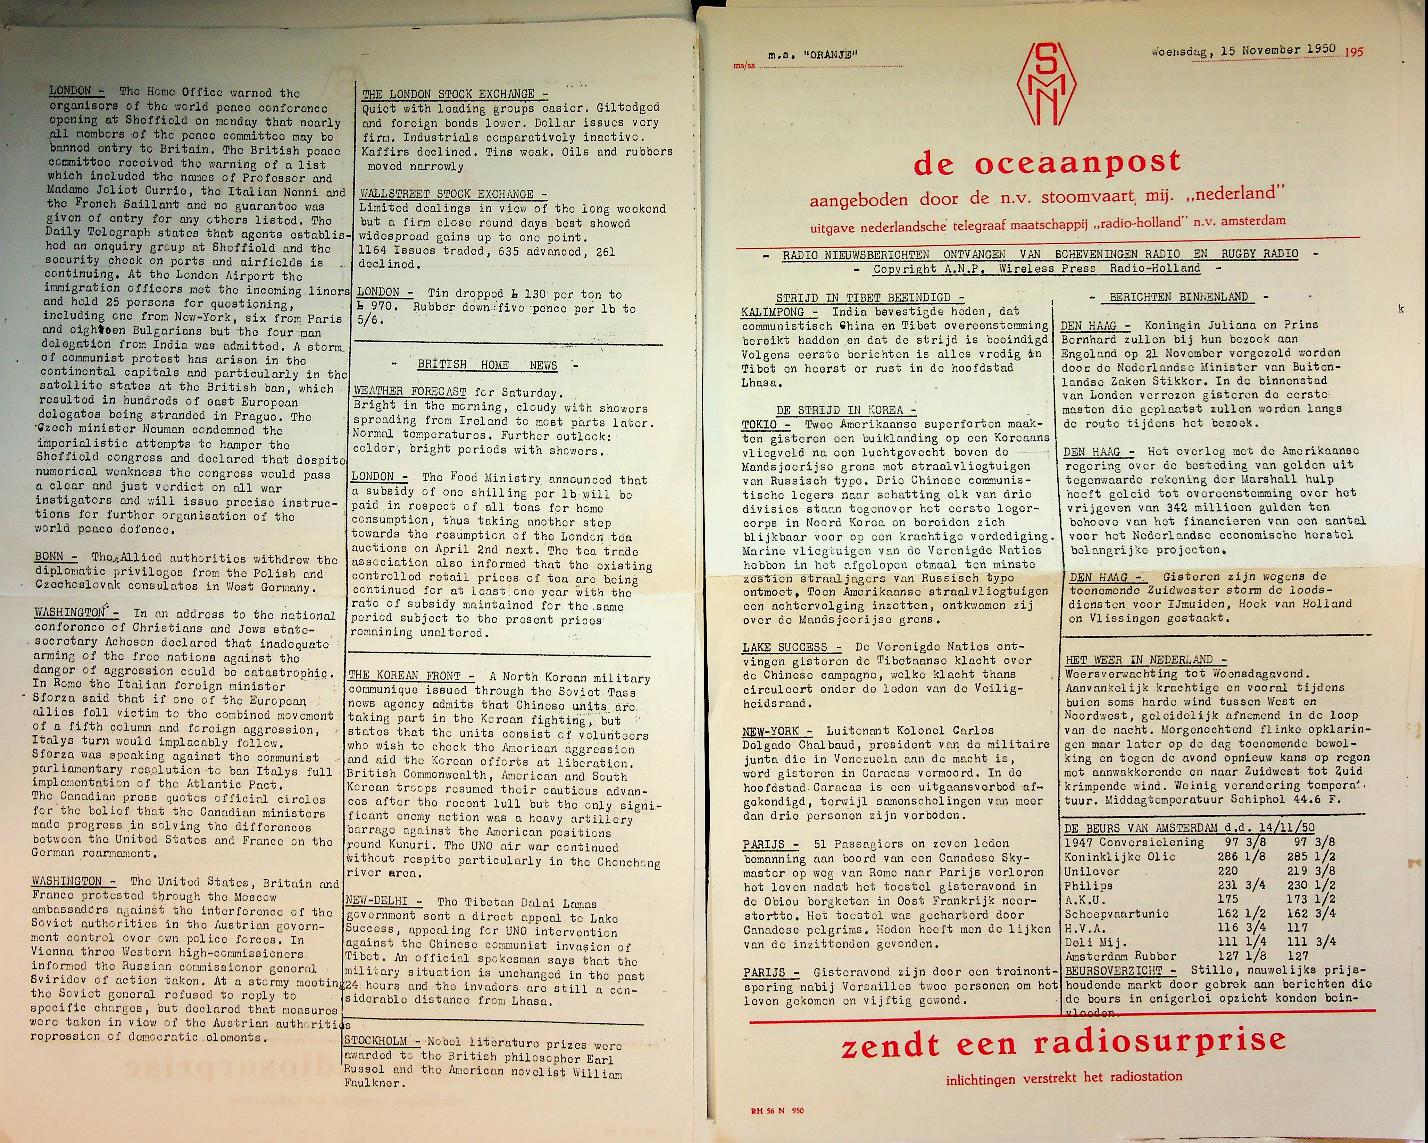 LONDON - The Home Office warned the
organisers of the world peace conference
opening at Sheffield on monday that nearly
all members of the peace committee may be
banned entry to Britain. The British peace
committee received the warning of a list
which included the names of Professor and
Madame Joliot Currie, the Italian Nonni and
the French Saillant and no guarantee was
given of entry for any others listed. The
Daily Telegraph states that agents establis-
hed an enquiry group at Sheffield and the
security check on ports and airfields is
continuing. At the London Airport the
immigration officers met the incoming liners
and held 25 persons for questioning,
including one from New-York, six from Paris
and eighteen Bulgarians but the four man
delegation from India was admitted. A storm
of communist protest has arisen in the
continental capitals and particularly in the
satellite states at the British ban, which
resulted in hundreds of east European
delegates being stranded in Prague. The
Czech minister Neuman condemned the
imperialistic attempts to hamper the
Sheffield congress and declared that despite
numerical weakness the congress would pass
a clear and just verdict on all war
instigators and will issue precise instruc-
tions for further organisation of the
world peace defence.
BONN - The Allied authorities withdrew the
diplomatic privileges from the Polish and
Czechoslovak consulates in West Germany.
WASHINGTON - In an address to the national
conference of Christians and Jews state-
secretary Acheson declared that inadequate
arming of the free nations against the
danger of aggression could be catastrophic.
In Rome the Italian foreign minister
Sforza said that if one of the European
allies fell victim to the combined movement
of a fifth column and foreign aggression,
Italys turn would implacably follow.
Sforza was speaking against the communist
parliamentary resolution to ban Italys full
implementation of the Atlantic Pact.
The Canadian press quotes official circles
for the belief that the Canadian ministers
made progress in solving the differences
between the United States and France on the
German rearmament.
WASHINGTON - The United States, Britain and
France protested through the Moscow
ambassaders against the interference of the
Soviet authorities in the Austrian govern-
ment control over own police forces. In
Vienna three Western high-commissioners
informed the Russian commissioner general
Sviridov of action taken. At a stormy meeting
the Soviet general refused to reply to
specific charges, but declared that measures
were taken in view of the Austrian authorities
repression of democratic elements.
THE LONDON STOCK EXCHANGE -
Quiet with leading groups easier. Giltedged
and foreign bonds lower. Dollar issues very
firm. Industrials comparatively inactive.
Kaffirs declined. Tins weak. Oils and rubbers
moved narrowly
WALLSTREET STOCK EXCHANGE -
Limited dealings in view of the long weekend
but a firm close round days best showed
widespread gains up to one point.
1164 Issues traded, 635 advanced, 261
declined.
LONDON - Tin dropped £ 130 per ton to
£ 970. Rubber down five pence per lb to
5/6.
- BRITISH HOME NEWS -
WEATHER FORECAST for Saturday.
Bright in the morning, cloudy with showers
spreading from Ireland to most parts later.
Normal temperatures. Further outlook:
colder, bright periods with showers.
LONDON - The Food Ministry announced that
a subsidy of one shilling per lb will be
paid in respect of all teas for home
consumption, thus taking another step
towards the resumption of the London tea
auctions on April 2nd next. The tea trade
association also informed that the existing
controlled retail prices of tea are being
continued for at least one year with the
rate of subsidy maintained for the same
period subject to the present prices
remaining unaltered.
THE KOREAN FRONT - A North Korean military
communique issued through the Soviet Tass
news agency admits that Chinese units are
taking part in the Korean fighting, but
states that the units consist of volunteers
who wish to check the American aggression
and aid the Korean efforts at liberation.
British Commonwealth, American and South
Korean troops resumed their cautious advan-
ces after the recent lull but the only signi-
ficant enemy action was a heavy artillery
barrage against the American positions
round Kunuri. The UNO air war continued
without respite particularly in the Chonchong
river area.
NEW-DELHI - The Tibetan Dalai Lamas
government sent a direct appeal to Lake
Success, appealing for UNO intervention
against the Chinese communist invasion of
Tibet. An official spokesman says that the
military situation is unchanged in the past
24 hours and the invaders are still a con-
siderable distance from Lhasa.
STOCKHOLM - Nobel literature prizes were
awarded to the British philosopher Earl
Russel and the American novelist William
Faulkner.
ms/ss m.s. "ORANJE"
Woensdag, 15 November 1950 195
SMN
de oceaanpost
aangeboden door de n.v. stoomvaart mij. „nederland"
uitgave nederlandsche telegraaf maatschappij „radio-holland" n.v. amsterdam
- RADIO NIEUWSBERICHTEN ONTVANGEN VAN SCHEVENINGEN RADIO EN RUGBY RADIO -
- Copyright A.N.P. Wireless Press Radio-Holland -
STRIJD IN TIBET BEEINDIGD -
KALIMPONG - India bevestigde heden, dat
communistisch China en Tibet overeenstemming
bereikt hadden en dat de strijd is beeindigd
Volgens eerste berichten is alles vredig in
Tibet en heerst er rust in de hoofdstad
Lhasa.
DE STRIJD IN KOREA -
TOKIO - Twee Amerikaanse superforten maak-
ten gisteren een buiklanding op een Koreaans
vliegveld na een luchtgevecht boven de
Mandsjoerijse grens met straalvliegtuigen
van Russisch type. Drie Chinese communis-
tische legers naar schatting elk van drie
divisies staan tegenover het eerste leger-
corps in Noord Korea en bereiden zich
blijkbaar voor op een krachtige verdediging.
Marine vliegtuigen van de Verenigde Naties
hebben in het afgelopen etmaal ten minste
zestien straaljagers van Russisch type
ontmoet. Toen Amerikaanse straalvliegtuigen
een achtervolging inzetten, ontkwamen zij
over de Mandsjoerijse grens.
LAKE SUCCESS - De Verenigde Naties ont-
vingen gisteren de Tibetaanse klacht over
de Chinese campagne, welke klacht thans
circuleert onder de leden van de Veilig-
heidsraad.
NEW-YORK - Luitenant Kolonel Carlos
Delgado Chalbaud, president van de militaire
junta die in Venezuela aan de macht is,
werd gisteren in Caracas vermoord. In de
hoofdstad Caracas is een uitgaansverbod af-
gekondigd, terwijl samenscholingen van meer
dan drie personen zijn verboden.
PARIJS - 51 Passagiers en zeven leden
bemanning aan boord van een Canadese Sky-
master op weg van Rome naar Parijs verloren
het leven nadat het toestel gisteravond in
de Obiou bergketen in Oost Frankrijk neer-
stortte. Het toestel was gecharterd door
Canadese pelgrims. Heden heeft men de lijken
van de inzittenden gevonden.
PARIJS - Gisteravond zijn door een treinont-
sporing nabij Versailles twee personen om het
leven gekomen en vijftig gewond.
- BERICHTEN BINNENLAND -
DEN HAAG - Koningin Juliana en Prins
Bernhard zullen bij hun bezoek aan
Engeland op 21 November vergezeld worden
door de Nederlandse Minister van Buiten-
landse Zaken Stikker. In de binnenstad
van Londen verrezen gisteren de eerste
masten die geplaatst zullen worden langs
de route tijdens het bezoek.
DEN HAAG - Het overleg met de Amerikaanse
regering over de besteding van gelden uit
tegenwaarde rekening der Marshall hulp
heeft geleid tot overeenstemming over het
vrijgeven van 342 millioen gulden ten
behoeve van het financieren van een aantal
voor het Nederlandse economische herstel
belangrijke projecten.
DEN HAAG - Gisteren zijn wegens de
toenemende Zuidwester storm de loods-
diensten voor IJmuiden, Hoek van Holland
en Vlissingen gestaakt.
HET WEER IN NEDERLAND -
Weersverwachting tot Woensdagavond.
Aanvankelijk krachtige en vooral tijdens
buien soms harde wind tussen West en
Noordwest, geleidelijk afnemend in de loop
van de nacht. Morgenochtend flinke opklarin-
gen maar later op de dag toenemende bewol-
king en tegen de avond opnieuw kans op regen
met aanwakkerende en naar Zuidwest tot Zuid
krimpende wind. Weinig verandering tempera-
tuur. Middagtemperatuur Schiphol 44.6 F.
DE BEURS VAN AMSTERDAM d.d. 14/11/50
1947 Conversielening 97 3/8 97 3/8
Koninklijke Olie 286 1/8 285 1/2
Unilever 220 219 3/8
Philips 231 3/4 230 1/2
A.K.U. 175 173 1/2
Scheepvaartunie 162 1/2 162 3/4
H.V.A. 116 3/4 117
Deli Mij. 111 1/4 111 3/4
Amsterdam Rubber 127 1/8 127
BEURSOVERZICHT - Stille, nauwelijks prijs-
houdende markt door gebrek aan berichten die
de beurs in enigerlei opzicht konden bein-
vloeden.
zendt een radiosurprise
inlichtingen verstrekt het radiostation
RH 56 N 950